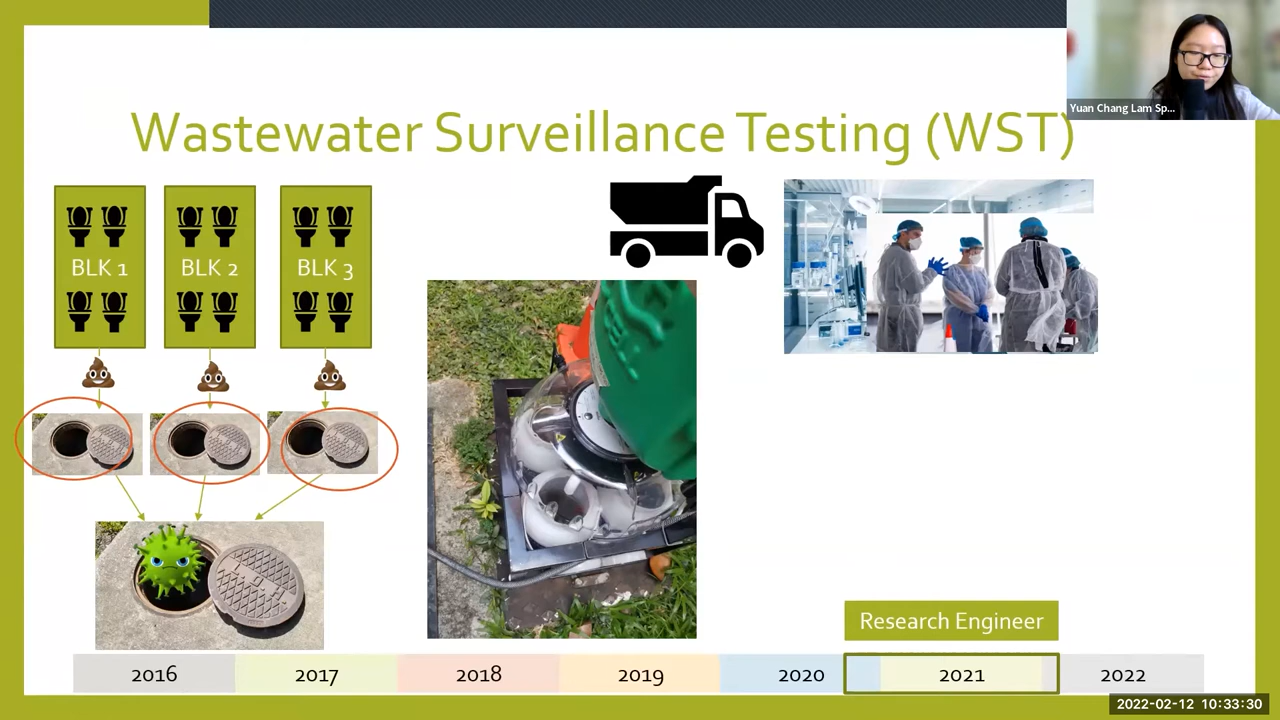 Yuan Chang Lam Sp...
Wastewater Surveillance Testing (WST)
BLK 1
BLK 2
BLK 3
Research Engineer
2016
2017
2018
2019
2020
2021
2022
2022-02-12 10:33:30